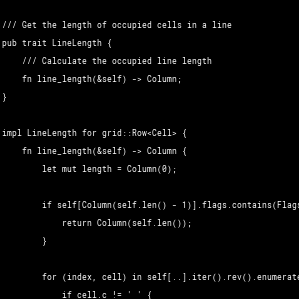 /// Get the length of occupied cells in a line
pub trait LineLength {
    /// Calculate the occupied line length
    fn line_length(&self) -> Column;
}

impl LineLength for grid::Row<Cell> {
    fn line_length(&self) -> Column {
        let mut length = Column(0);

        if self[Column(self.len() - 1)].flags.contains(Flags
            return Column(self.len());
        }

        for (index, cell) in self[..].iter().rev().enumerate
            if cell.c != ' ' {